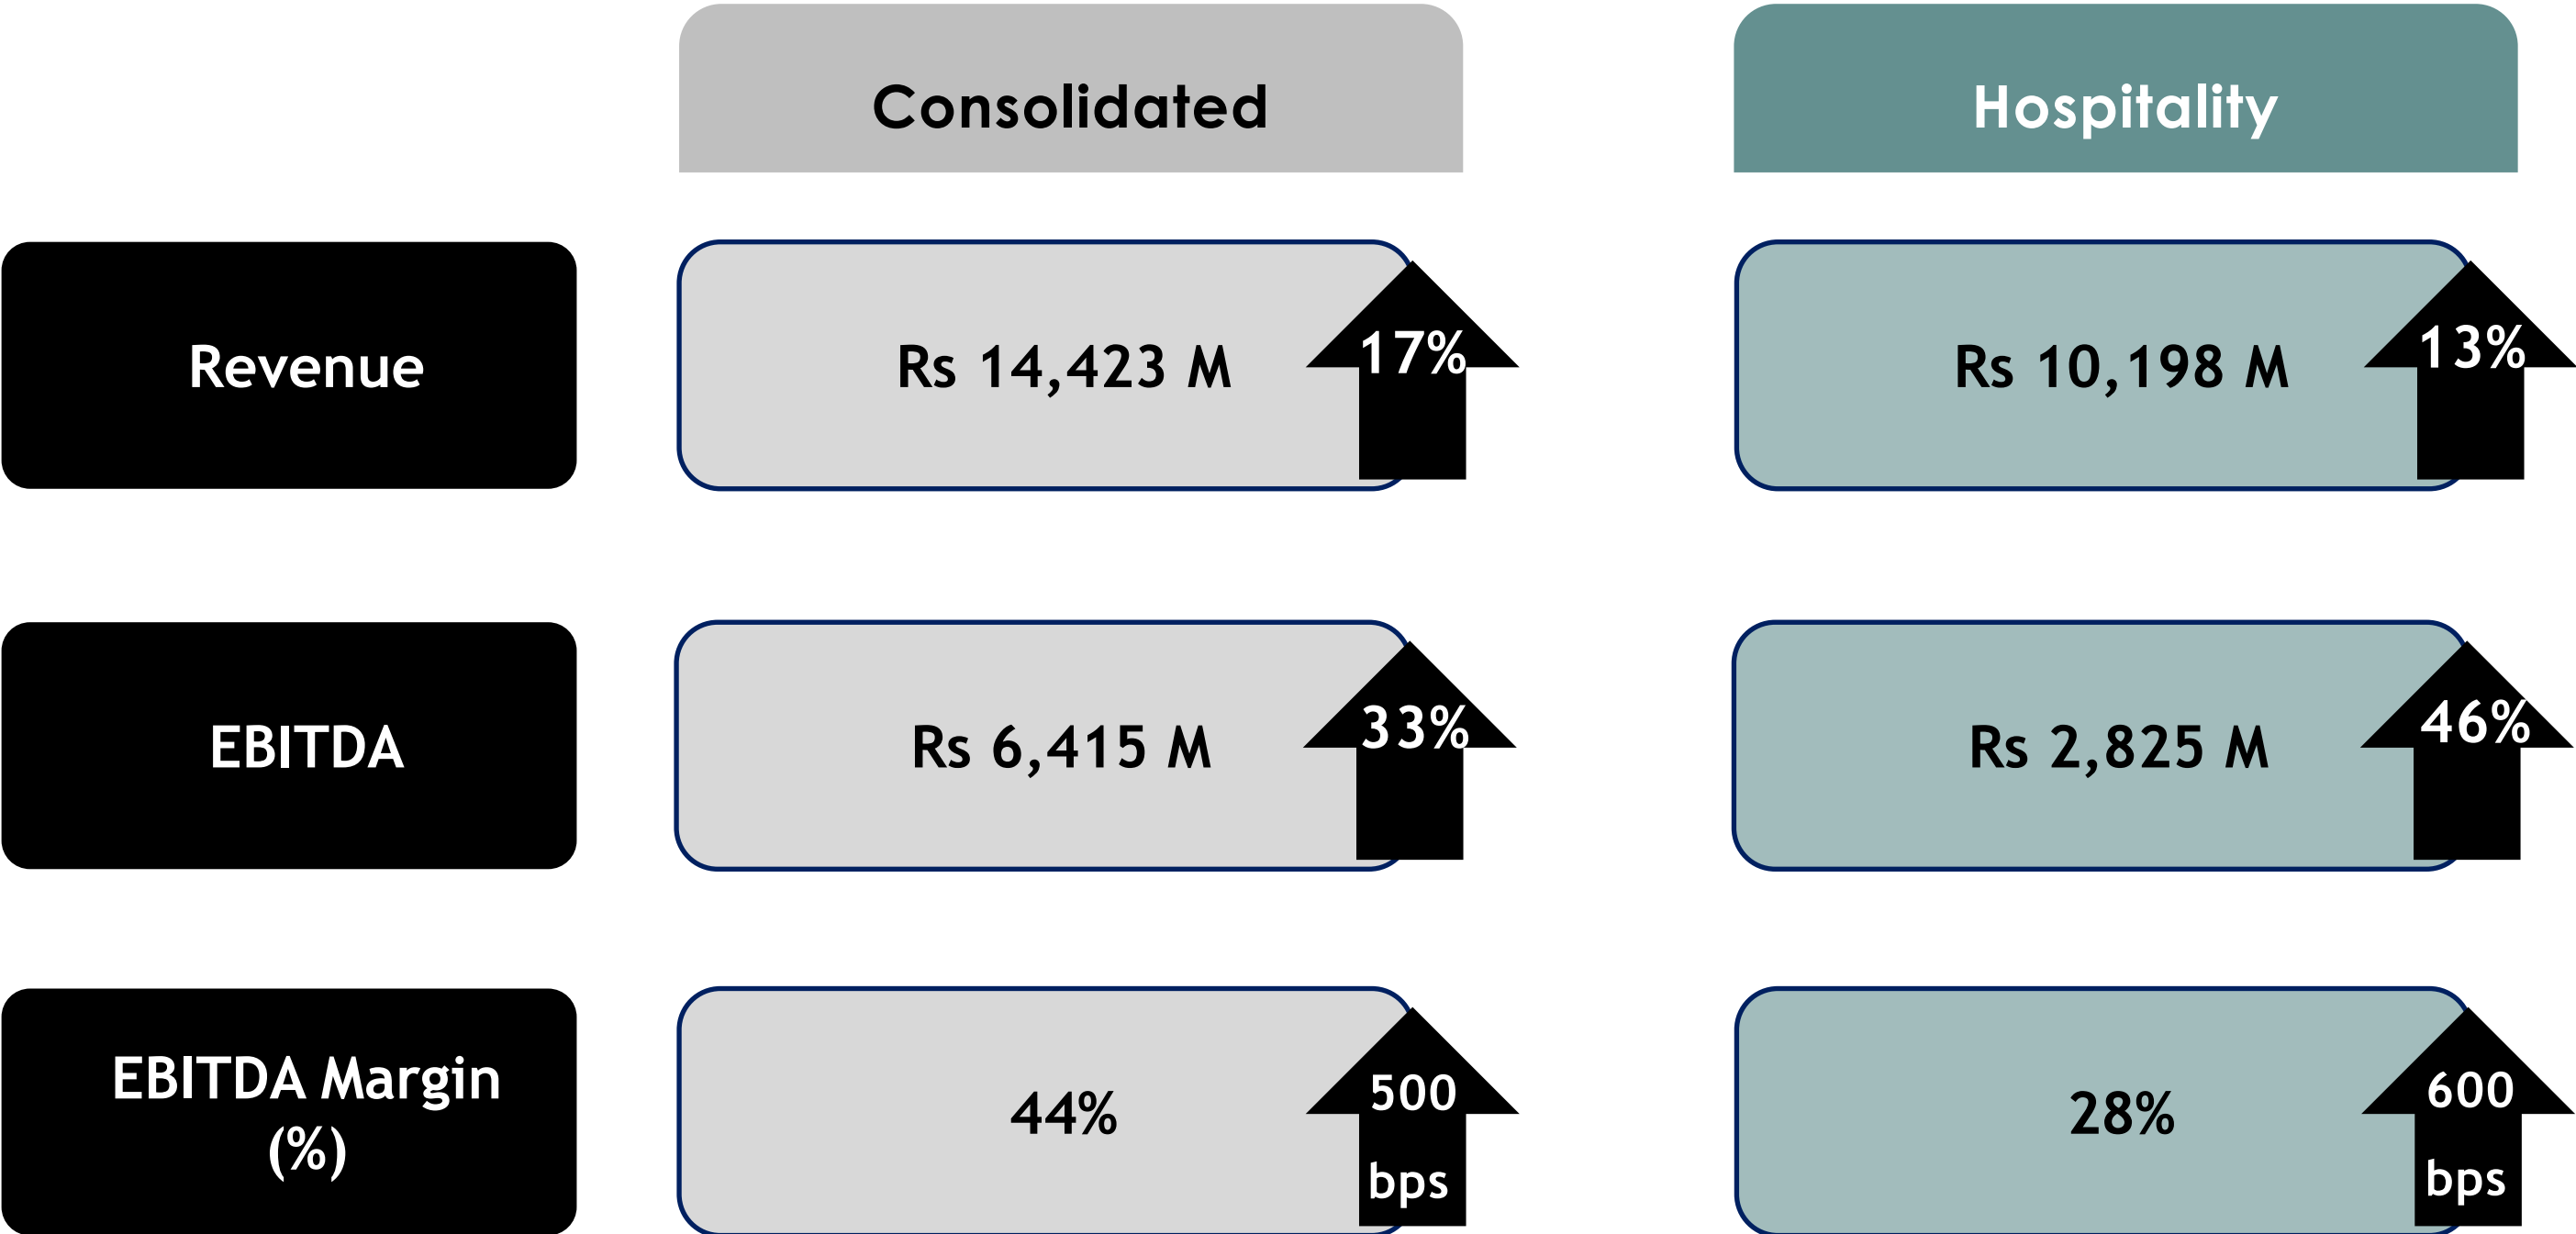 Consolidated
Hospitality
Revenue
Rs 14,423 M
17%
Rs 10,198 M
13%
EBITDA
Rs 6,415 M
33%
Rs 2,825 M
46%
EBITDA Margin
(%)
44%
500
bps
28%
600
bps